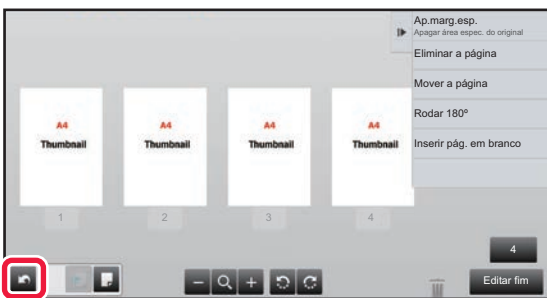 Ap.marg.esp.
Apagar área espec. do original
Eliminar a página
Mover a página
Rodar 180º
Inserir pág. em branco
A4
Thumbnail
A4
Thumbnail
A4
Thumbnail
A4
Thumbnail
1
2
3
4
4
Editar fim